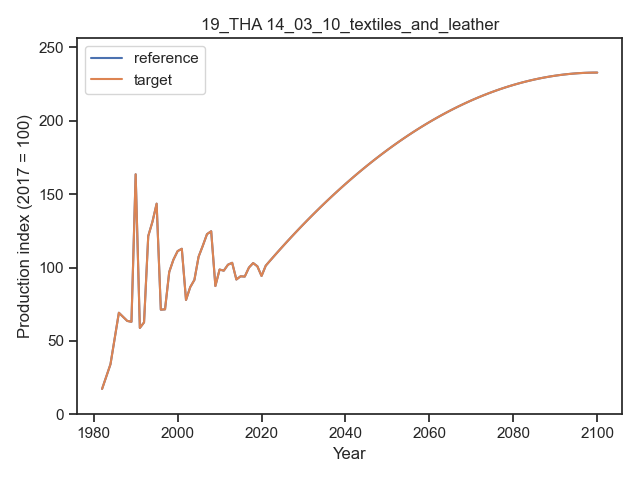 19_THA 14_03_10_textiles_and_leather
reference
target
Production index (2017 = 100)
250
200
150
100
50
0
1980 2000 2020 2040 2060 2080 2100
Year